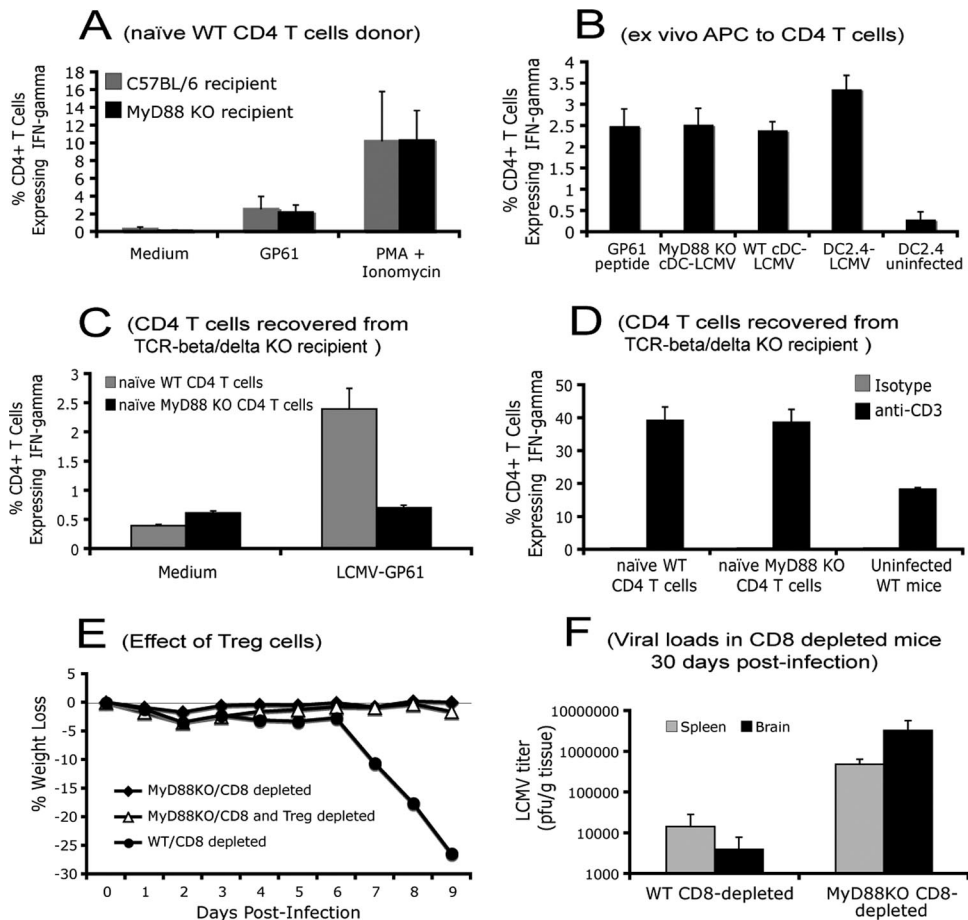 A (naïve WT CD4 T cells donor)
% CD4+ T Cells
Expressing IFN-gamma
18
16
14
12
10
8
6
4
2
0
C57BL/6 recipient
MyD88 KO recipient
Medium
GP61
PMA +
Ionomycin
B (ex vivo APC to CD4 T cells)
% CD4+ T Cells
Expressing IFN-gamma
4
3.5
3
2.5
2
1.5
1
0.5
0
GP61
peptide
MyD88 KO
cDC-LCMV
WT cDC-
LCMV
DC2.4-
LCMV
DC2.4
uninfected
C (CD4 T cells recovered from
TCR-beta/delta KO recipient )
% CD4+ T Cells
Expressing IFN-gamma
3
2.5
2
1.5
1
0.5
0
naïve WT CD4 T cells
naïve MyD88 KO CD4 T cells
Medium
LCMV-GP61
D (CD4 T cells recovered from
TCR-beta/delta KO recipient )
% CD4+ T Cells
Expressing IFN-gamma
50
40
30
20
10
0
Isotype
anti-CD3
naïve WT
CD4 T cells
naïve MyD88 KO
CD4 T cells
Uninfected
WT mice
E (Effect of Treg cells)
% Weight Loss
5
0
-5
-10
-15
-20
-25
-30
MyD88KO/CD8 depleted
MyD88KO/CD8 and Treg depleted
WT/CD8 depleted
0 1 2 3 4 5 6 7 8 9
Days Post-Infection
F (Viral loads in CD8 depleted mice
30 days post-infection)
LCMV titer
(pfu/g tissue)
10000000
1000000
100000
10000
1000
Spleen
Brain
WT CD8-depleted
MyD88KO CD8-
depleted